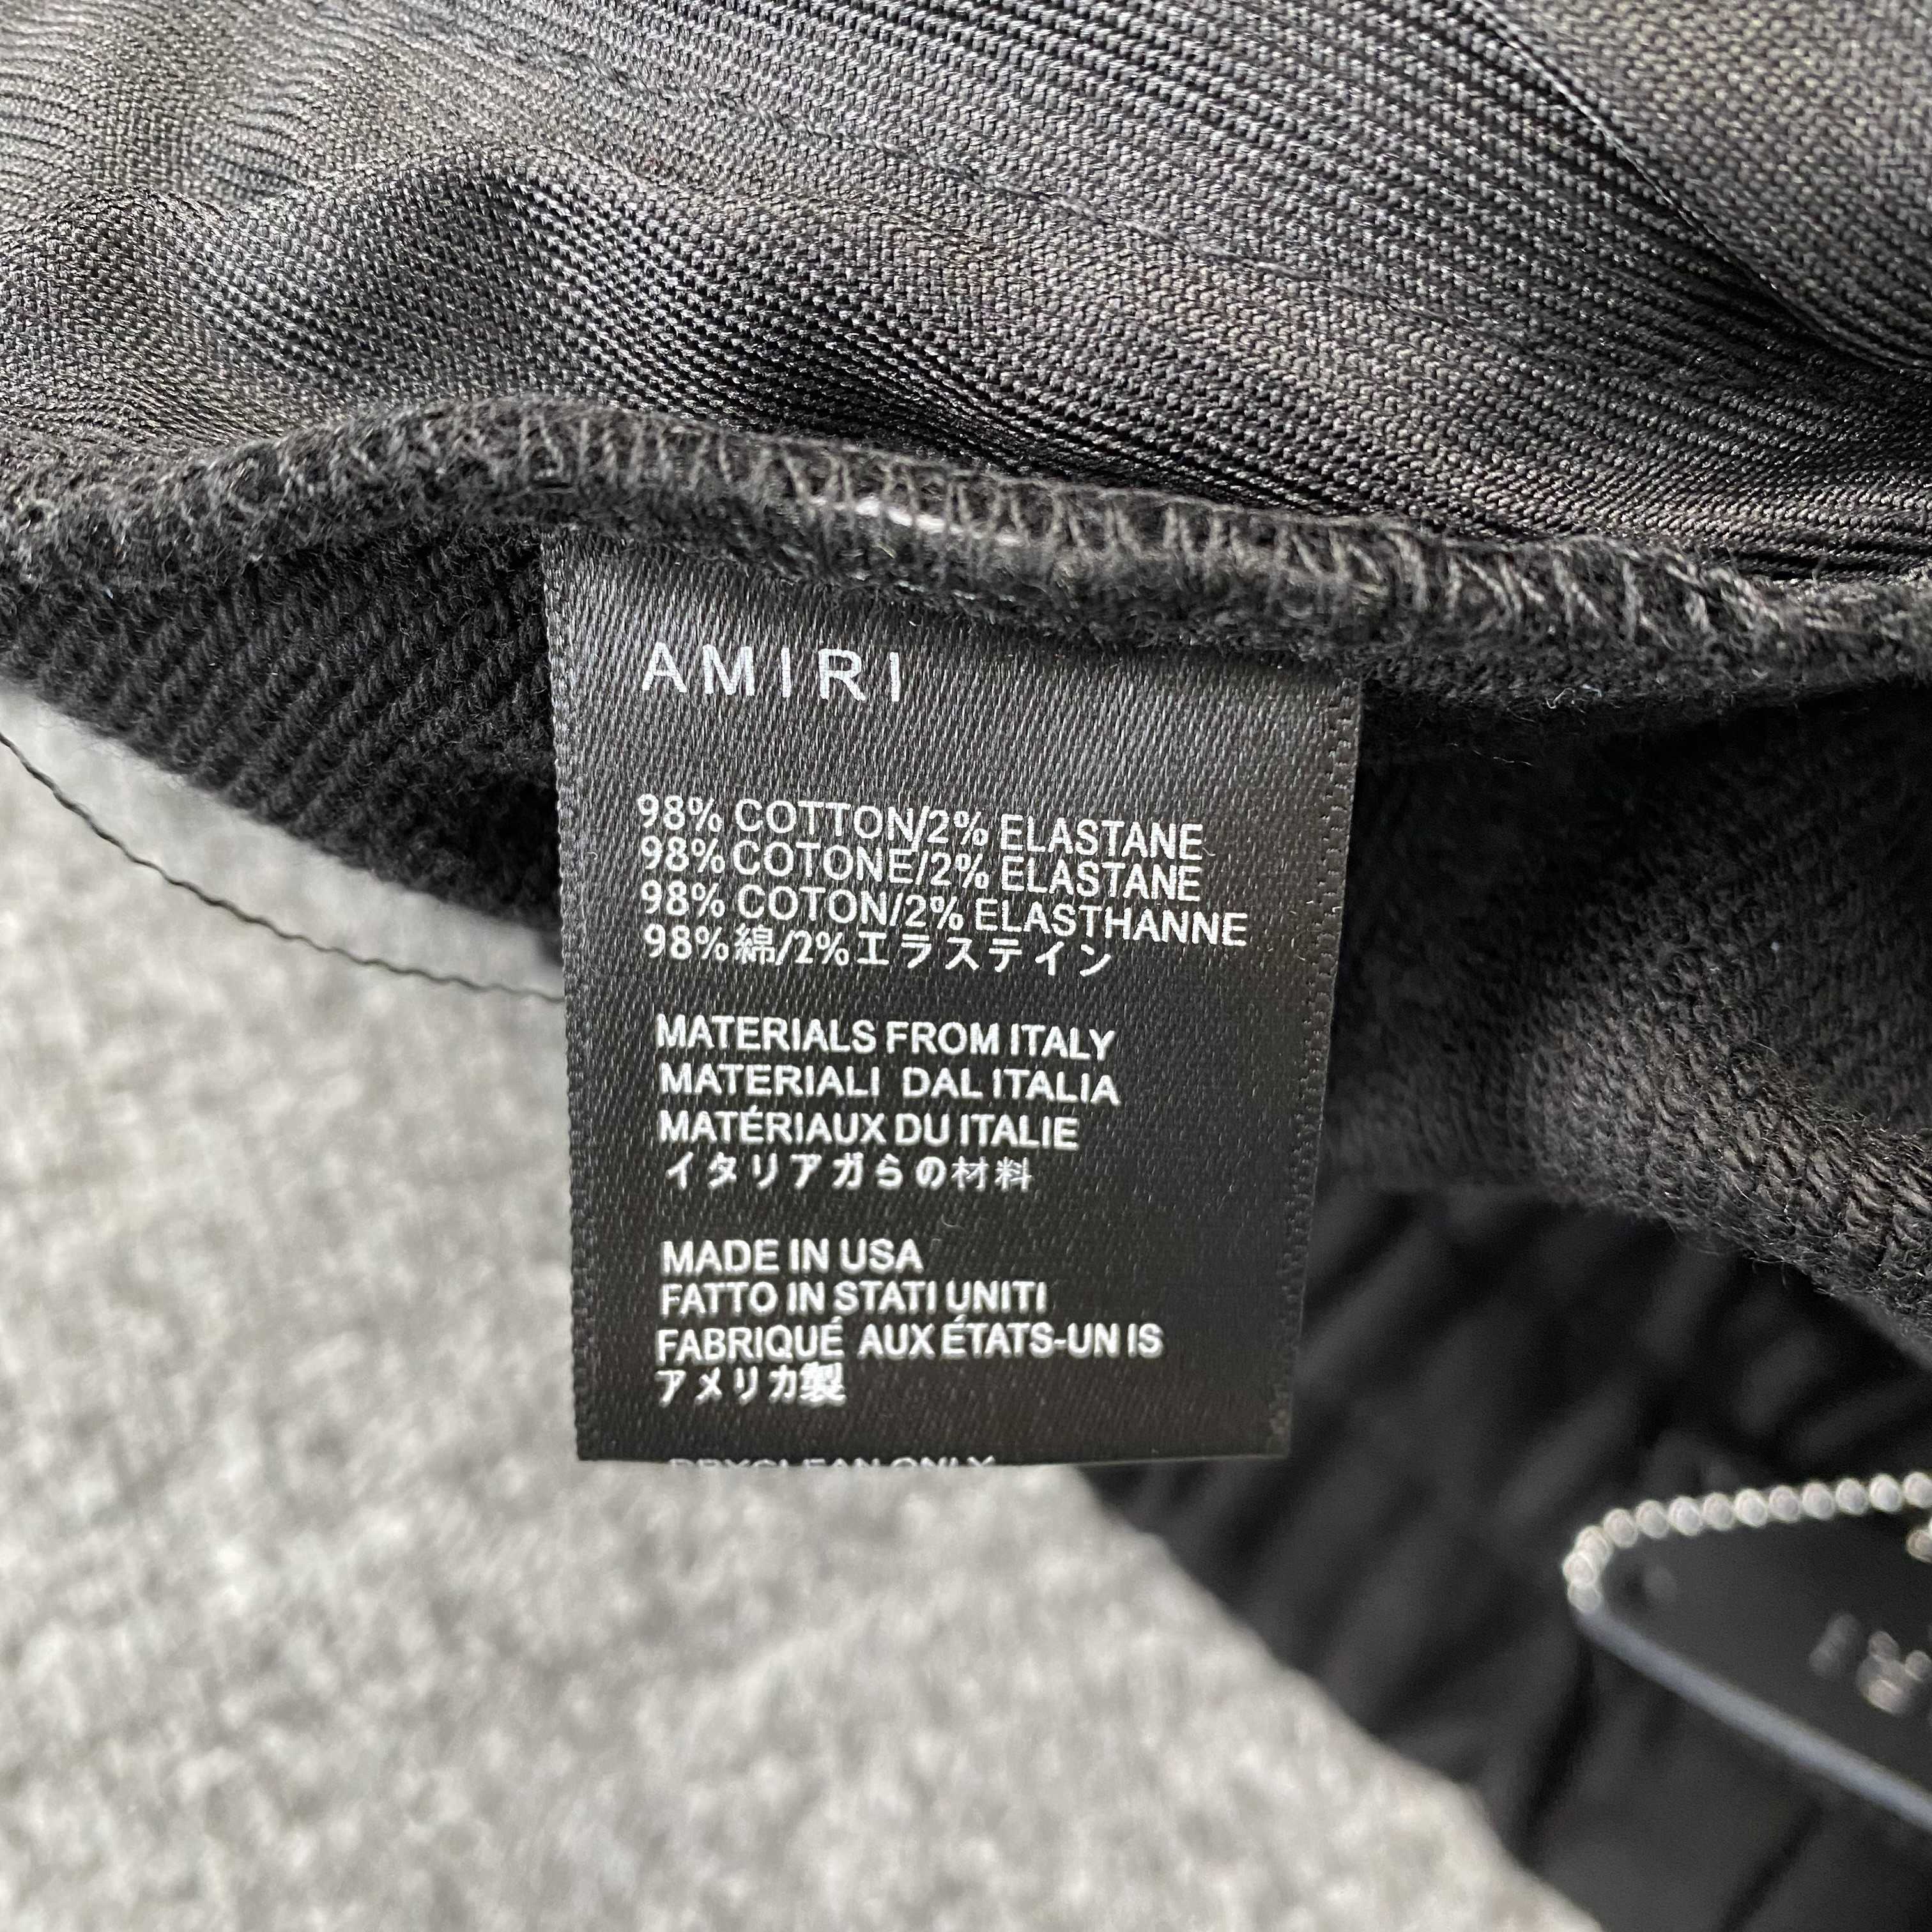 AMIRI
98% COTTON/2% ELASTANE
98% COTONE/2% ELASTANE
98% COTON/2% ELASTHANNE
98%綿/2%エラステイン
MATERIALS FROM ITALY
MATERIALI DAL ITALIA
MATÉRIAUX DU ITALIE
イタリアガらの材料
MADE IN USA
FATTO IN STATI UNITI
FABRIQUÉ AUX ÉTATS-UN IS
アメリカ製
DRY CLEAN ONLY